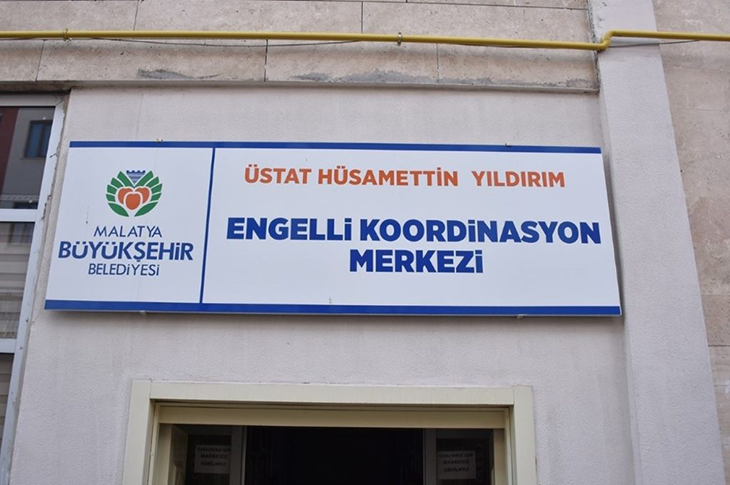 MALATYA
BÜYÜKŞEHİR
BELEDİYESİ
ÜSTAT HÜSAMETTİN YILDIRIM
ENGELLİ KOORDİNASYON
MERKEZİ